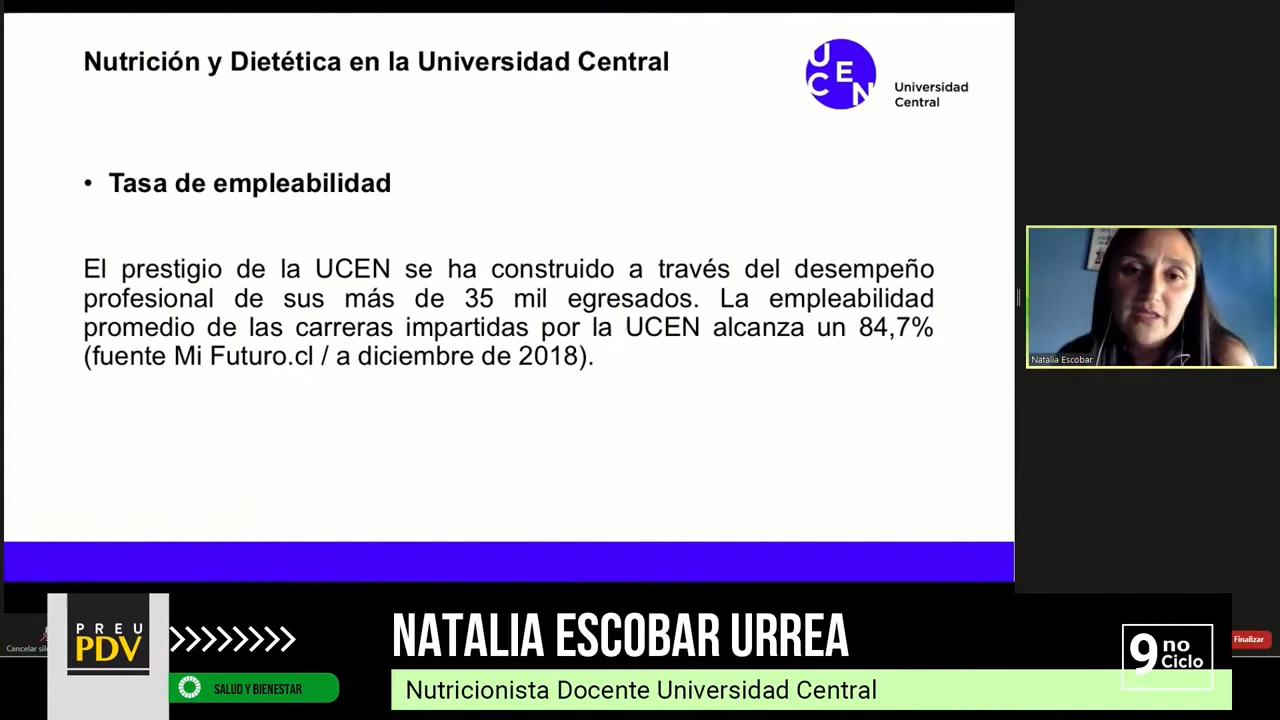 Nutrición y Dietética en la Universidad Central
UCEN
Universidad
Central
• Tasa de empleabilidad
El prestigio de la UCEN se ha construido a través del desempeño
profesional de sus más de 35 mil egresados. La empleabilidad
promedio de las carreras impartidas por la UCEN alcanza un 84,7%
(fuente Mi Futuro.cl / a diciembre de 2018).
Natalia Escobar
Cancelar
PREU
PDV
NATALIA ESCOBAR URREA
9no Ciclo
Finalizar
SALUD Y BIENESTAR
Nutricionista Docente Universidad Central